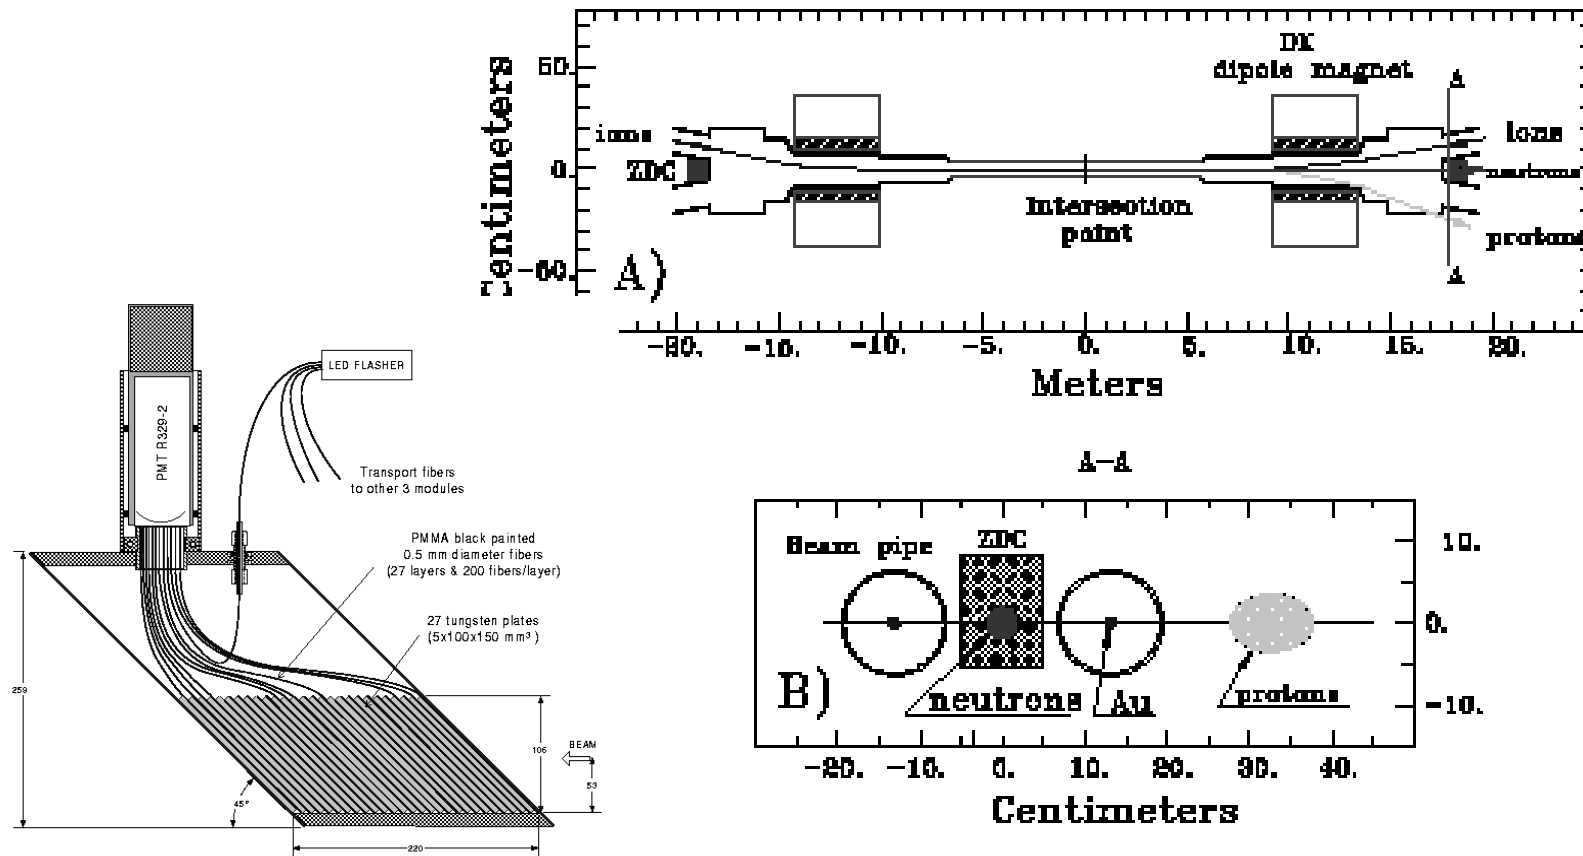 LED FLASHER
PMT R329-2
Transport fibers
to other 3 modules
PMMA black painted
0.5 mm diameter fibers
(27 layers & 200 fibers/layer)
27 tungsten plates
(5x100x150 mm³ )
259
106
BEAM
53
45°
220
Centimeters
50.
0.
-50.
DX
dipole magnet
A
ions
ions
ZDC
neutrons
Intersection
point
protons
A
A)
-20. -10. -10. -5. 0. 5. 10. 15. 20.
Meters
A-A
Beam pipe
ZDC
10.
0.
-10.
B)
neutrons
Au
protons
-20. -10. 0. 10. 20. 30. 40.
Centimeters